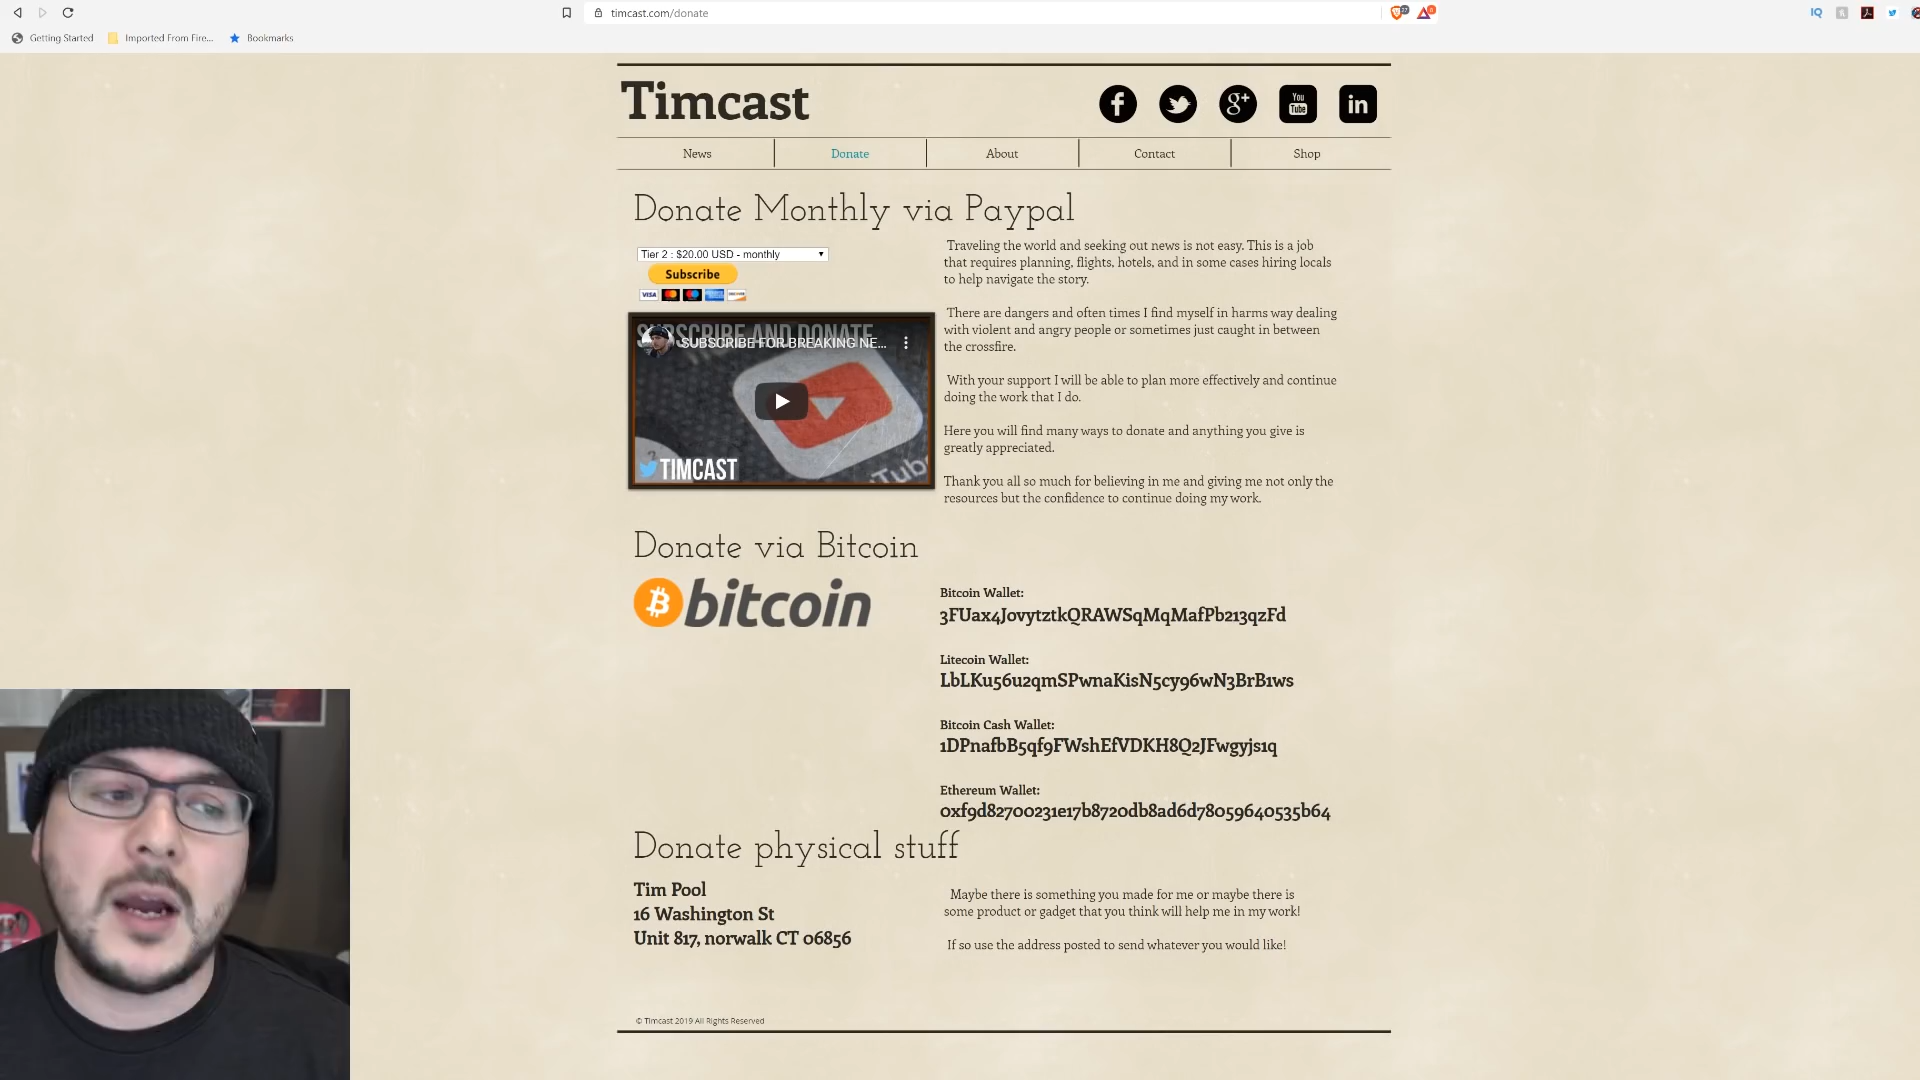 timcast.com/donate
Getting Started
Imported From Fire...
Bookmarks
Timcast
You
Tube
News
Donate
About
Contact
Shop
Donate Monthly via Paypal
Tier 2 : $20.00 USD - monthly
Subscribe
VISA
SUBSCRIBE AND DONATE
SUBSCRIBE FOR BREAKING NE...
TIMCAST
Traveling the world and seeking out news is not easy. This is a job
that requires planning, flights, hotels, and in some cases hiring locals
to help navigate the story.
There are dangers and often times I find myself in harms way dealing
with violent and angry people or sometimes just caught in between
the crossfire.
With your support I will be able to plan more effectively and continue
doing the work that I do.
Here you will find many ways to donate and anything you give is
greatly appreciated.
Thank you all so much for believing in me and giving me not only the
resources but the confidence to continue doing my work.
Donate via Bitcoin
bitcoin
Bitcoin Wallet:
3FUax4JovytztkQRAWSqMqMafPb213qzFd
Litecoin Wallet:
LbLKu56u2qmSPwnaKisN5cy96wN3BrB1ws
Bitcoin Cash Wallet:
1DPnafbB5qf9FWshEfVDKH8Q2JFwgyjs1q
Ethereum Wallet:
0xf9d82700231e17b8720db8ad6d78059640535b64
Donate physical stuff
Tim Pool
16 Washington St
Unit 817, norwalk CT 06856
Maybe there is something you made for me or maybe there is
some product or gadget that you think will help me in my work!
If so use the address posted to send whatever you would like!
© Timcast 2019 All Rights Reserved